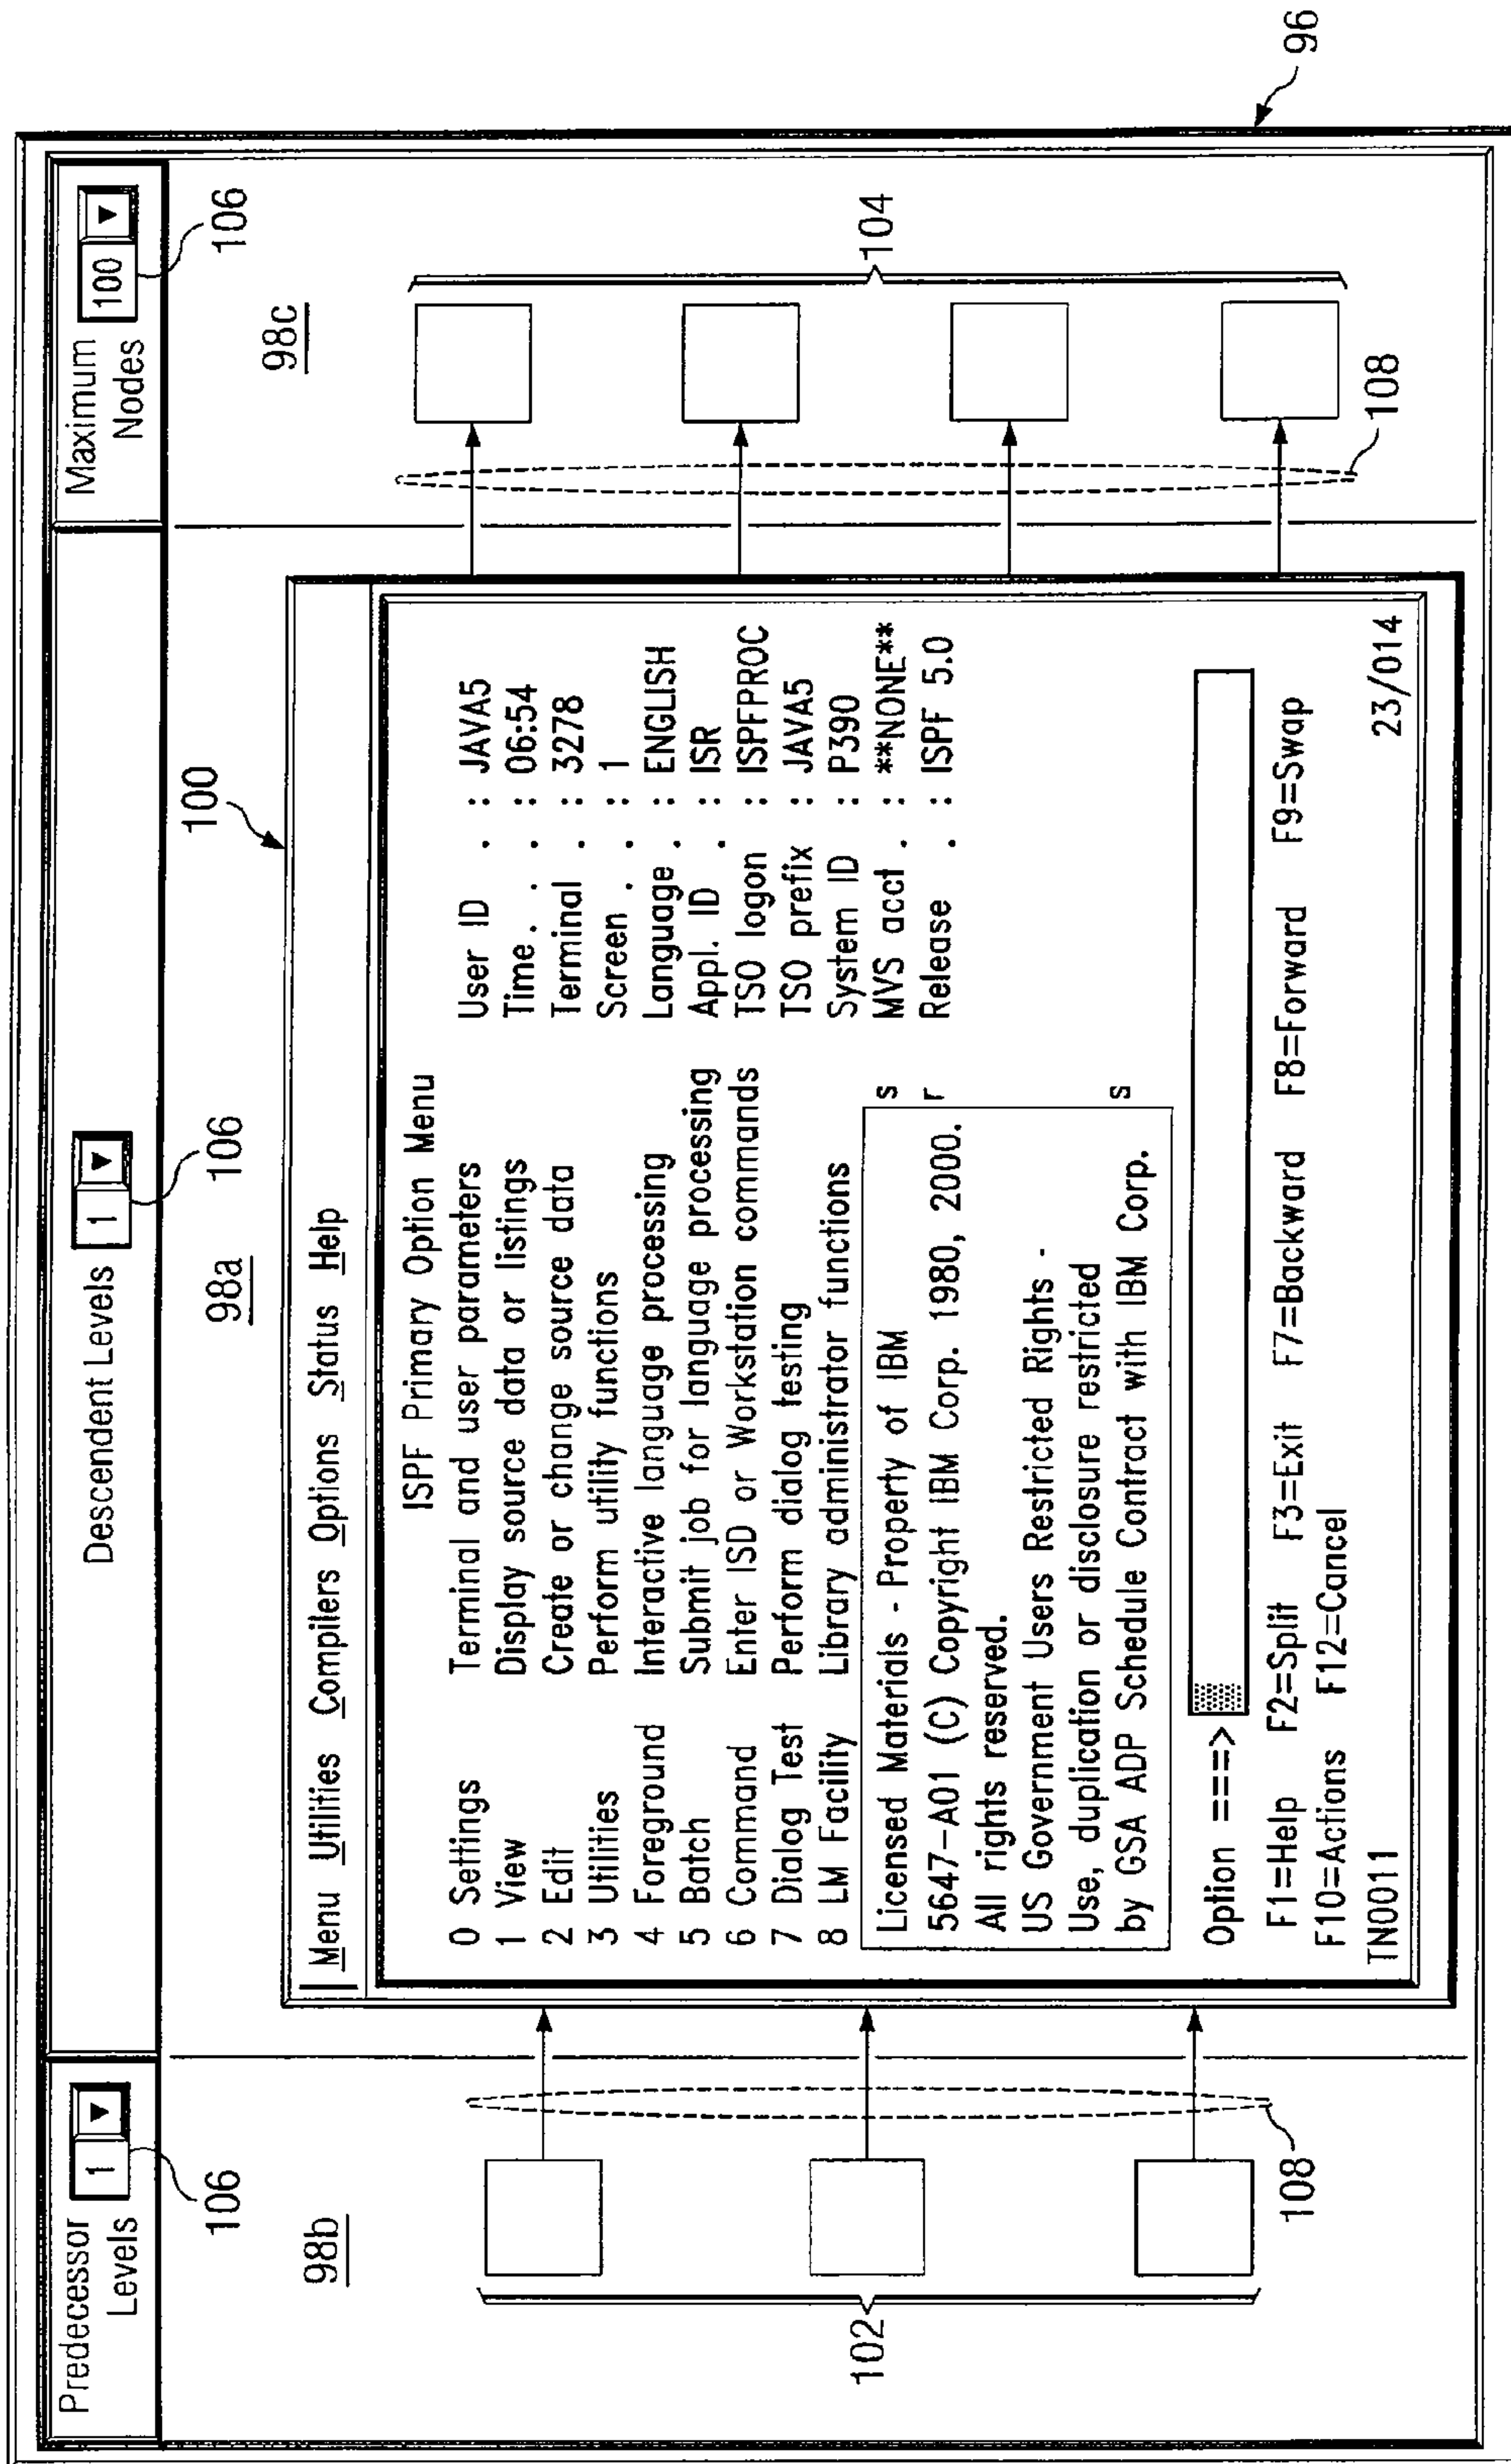 Predecessor
Levels
1
106
Descendent Levels
1
106
Maximum
Nodes
100
106
98b
98a
98c
100
Menu Utilities Compilers Options Status Help
ISPF Primary Option Menu
0 Settings Terminal and user parameters User ID . : JAVA5
1 View Display source data or listings Time. . . : 06:54
2 Edit Create or change source data Terminal . : 3278
3 Utilities Perform utility functions Screen . . : 1
4 Foreground Interactive language processing Language . : ENGLISH
5 Batch Submit job for language processing Appl. ID . : ISR
6 Command Enter ISD or Workstation commands TSO logon : ISPFPROC
7 Dialog Test Perform dialog testing TSO prefix : JAVA5
8 LM Facility Library administrator functions System ID : P390
s MVS acct . : **NONE**
r Release . : ISPF 5.0
Licensed Materials - Property of IBM
5647-A01 (C) Copyright IBM Corp. 1980, 2000.
All rights reserved.
US Government Users Restricted Rights -
Use, duplication or disclosure restricted
by GSA ADP Schedule Contract with IBM Corp.
s
Option ===>
F1=Help F2=Split F3=Exit F7=Backward F8=Forward F9=Swap
F10=Actions F12=Cancel
TN0011 23/014
102
108
104
108
96